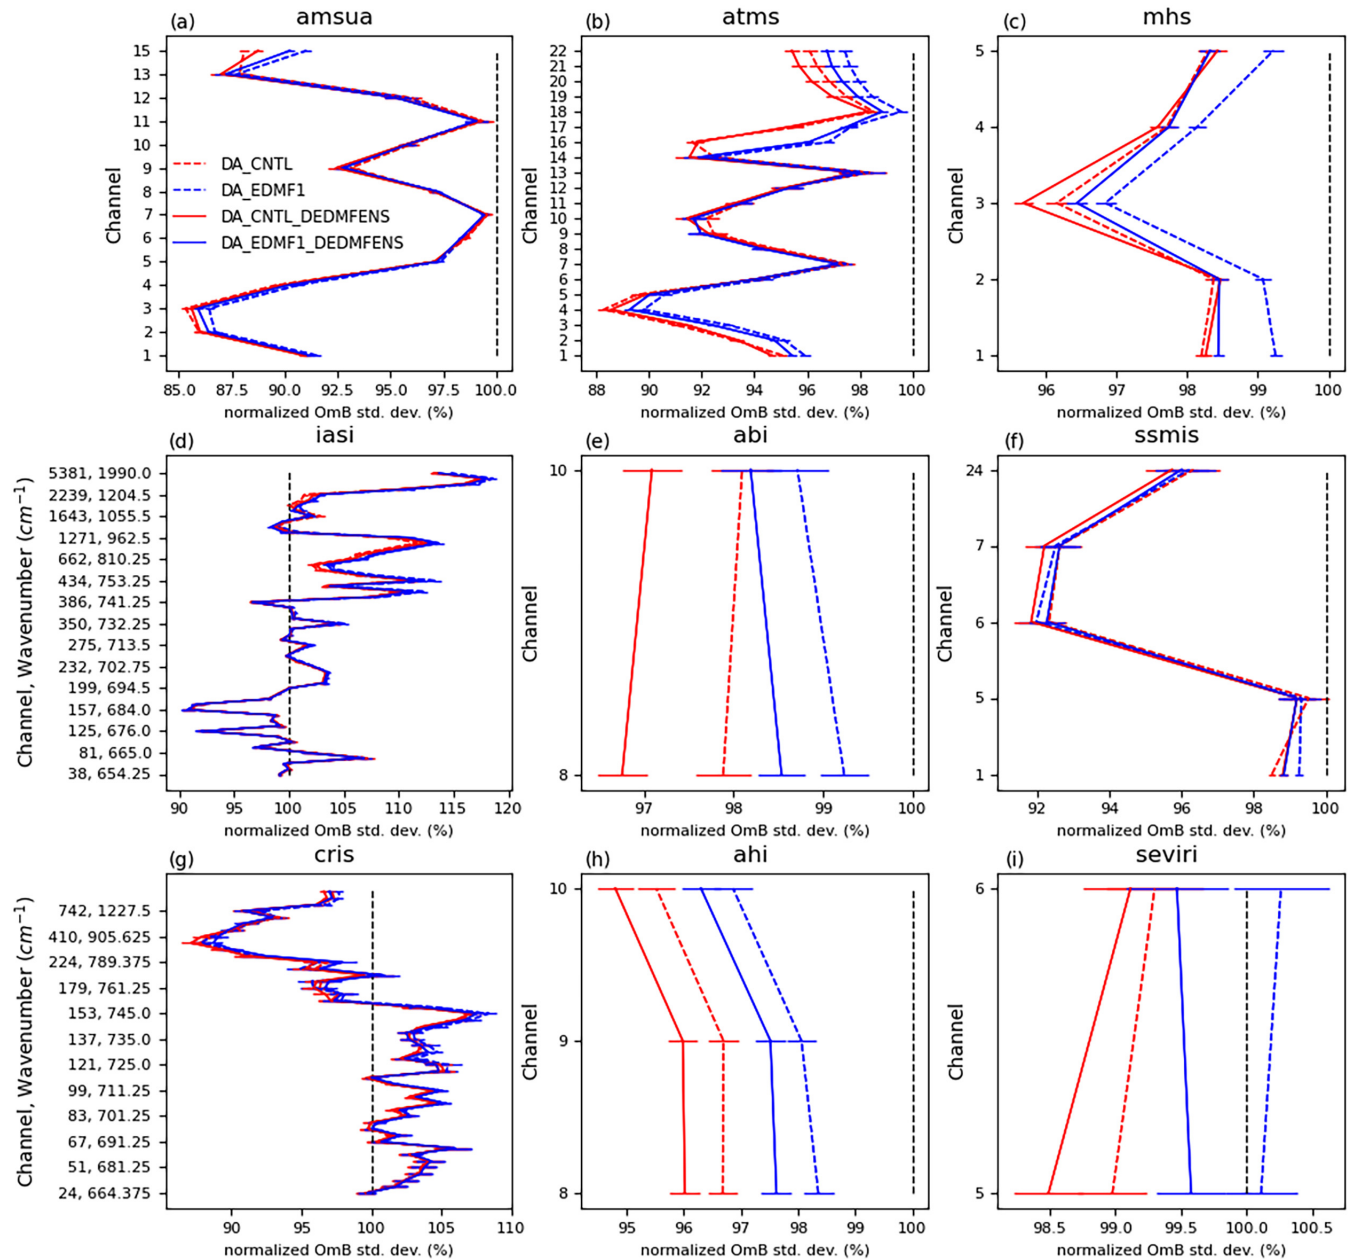 (a) amsua
Channel
15
13
12
11
9
8
7
6
5
4
3
2
1
DA_CNTL
DA_EDMF1
DA_CNTL_DEDMFENS
DA_EDMF1_DEDMFENS
85.0 87.5 90.0 92.5 95.0 97.5 100.0
normalized OmB std. dev. (%)
(b) atms
Channel
22
21
20
19
18
17
16
14
13
12
11
10
9
8
7
6
5
4
3
2
1
88 90 92 94 96 98 100
normalized OmB std. dev. (%)
(c) mhs
Channel
5
4
3
2
1
96 97 98 99 100
normalized OmB std. dev. (%)
(d) iasi
Channel, Wavenumber (cm⁻¹)
5381, 1990.0
2239, 1204.5
1643, 1055.5
1271, 962.5
662, 810.25
434, 753.25
386, 741.25
350, 732.25
275, 713.5
232, 702.75
199, 694.5
157, 684.0
125, 676.0
81, 665.0
38, 654.25
90 95 100 105 110 115 120
normalized OmB std. dev. (%)
(e) abi
Channel
10
8
97 98 99 100
normalized OmB std. dev. (%)
(f) ssmis
Channel
24
7
6
5
1
92 94 96 98 100
normalized OmB std. dev. (%)
(g) cris
Channel, Wavenumber (cm⁻¹)
742, 1227.5
410, 905.625
224, 789.375
179, 761.25
153, 745.0
137, 735.0
121, 725.0
99, 711.25
83, 701.25
67, 691.25
51, 681.25
24, 664.375
90 100 110
normalized OmB std. dev. (%)
(h) ahi
Channel
10
9
8
95 96 97 98 99 100
normalized OmB std. dev. (%)
(i) seviri
Channel
6
5
98.5 99.0 99.5 100.0 100.5
normalized OmB std. dev. (%)